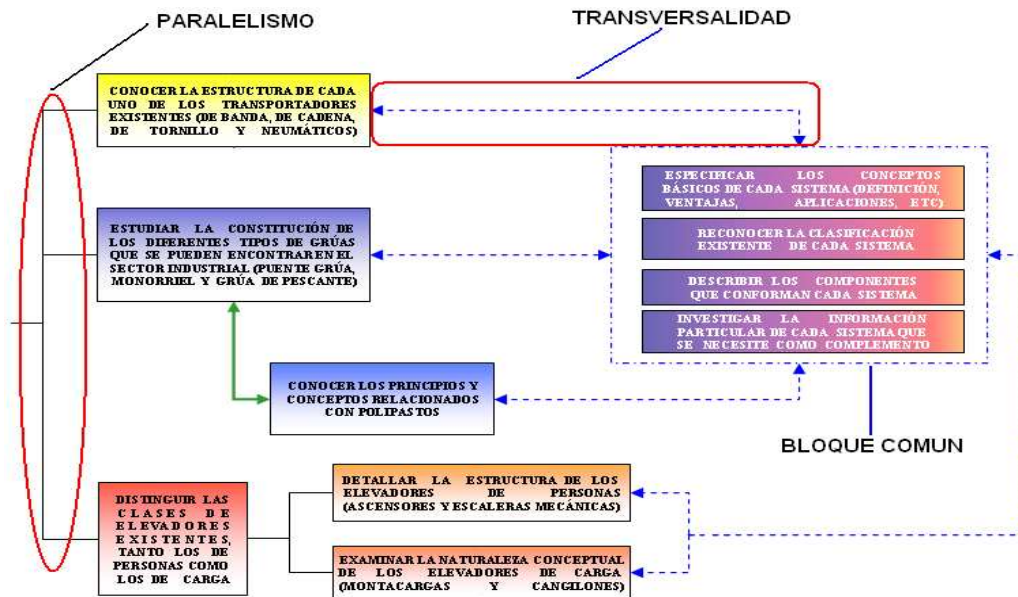 PARALELISMO
TRANSVERSALIDAD
CONOCER LA ESTRUCTURA DE CADA
UNO DE LOS TRANSPORTADORES
EXISTENTES (DE BANDA, DE CADENA,
DE TORNILLO Y NEUMÁTICOS)
ESPECIFICAR LOS CONCEPTOS
BÁSICOS DE CADA SISTEMA (DEFINICIÓN,
VENTAJAS, APLICACIONES, ETC)
RECONOCER LA CLASIFICACIÓN
EXISTENTE DE CADA SISTEMA
DESCRIBIR LOS COMPONENTES
QUE CONFORMAN CADA SISTEMA
INVESTIGAR LA INFORMACIÓN
PARTICULAR DE CADA SISTEMA QUE
SE NECESITE COMO COMPLEMENTO
ESTUDIAR LA CONSTITUCIÓN DE
LOS DIFERENTES TIPOS DE GRÚAS
QUE SE PUEDEN ENCONTRAR EN EL
SECTOR INDUSTRIAL (PUENTE GRÚA,
MONORRIEL Y GRÚA DE PESCANTE)
CONOCER LOS PRINCIPIOS Y
CONCEPTOS RELACIONADOS
CON POLIPASTOS
BLOQUE COMUN
DISTINGUIR LAS
CLASES DE
ELEVADORES
EXISTENTES,
TANTO LOS DE
PERSONAS COMO
LOS DE CARGA
DETALLAR LA ESTRUCTURA DE LOS
ELEVADORES DE PERSONAS
(ASCENSORES Y ESCALERAS MECÁNICAS)
EXAMINAR LA NATURALEZA CONCEPTUAL
DE LOS ELEVADORES DE CARGA
(MONTACARGAS Y CANGILONES)